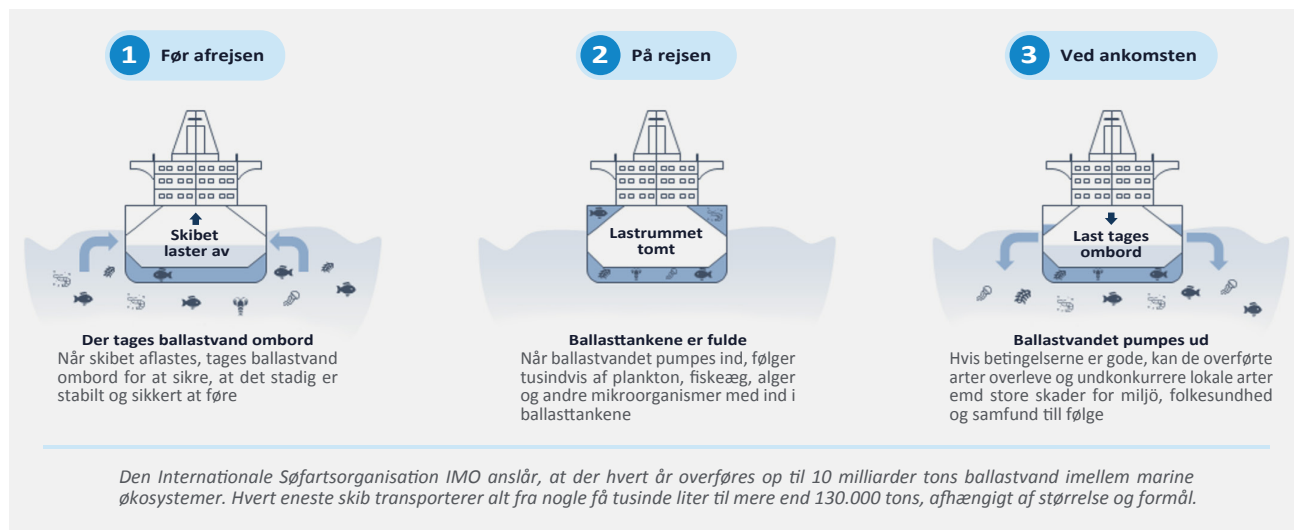 1 Før afrejsen
2 På rejsen
3 Ved ankomsten
Skibet
laster av
Lastrummet
tomt
Last tages
ombord
Der tages ballastvand ombord
Når skibet aflastes, tages ballastvand
ombord for at sikre, at det stadig er
stabilt og sikkert at føre
Ballasttankene er fulde
Når ballastvandet pumpes ind, følger
tusindvis af plankton, fiskeæg, alger
og andre mikroorganismer med ind i
ballasttankene
Ballastvandet pumpes ud
Hvis betingelserne er gode, kan de overførte
arter overleve og undkonkurrere lokale arter
emd store skader for miljö, folkesundhed
og samfund till følge
Den Internationale Søfartsorganisation IMO anslår, at der hvert år overføres op til 10 milliarder tons ballastvand imellem marine
økosystemer. Hvert eneste skib transporterer alt fra nogle få tusinde liter til mere end 130.000 tons, afhængigt af størrelse og formål.